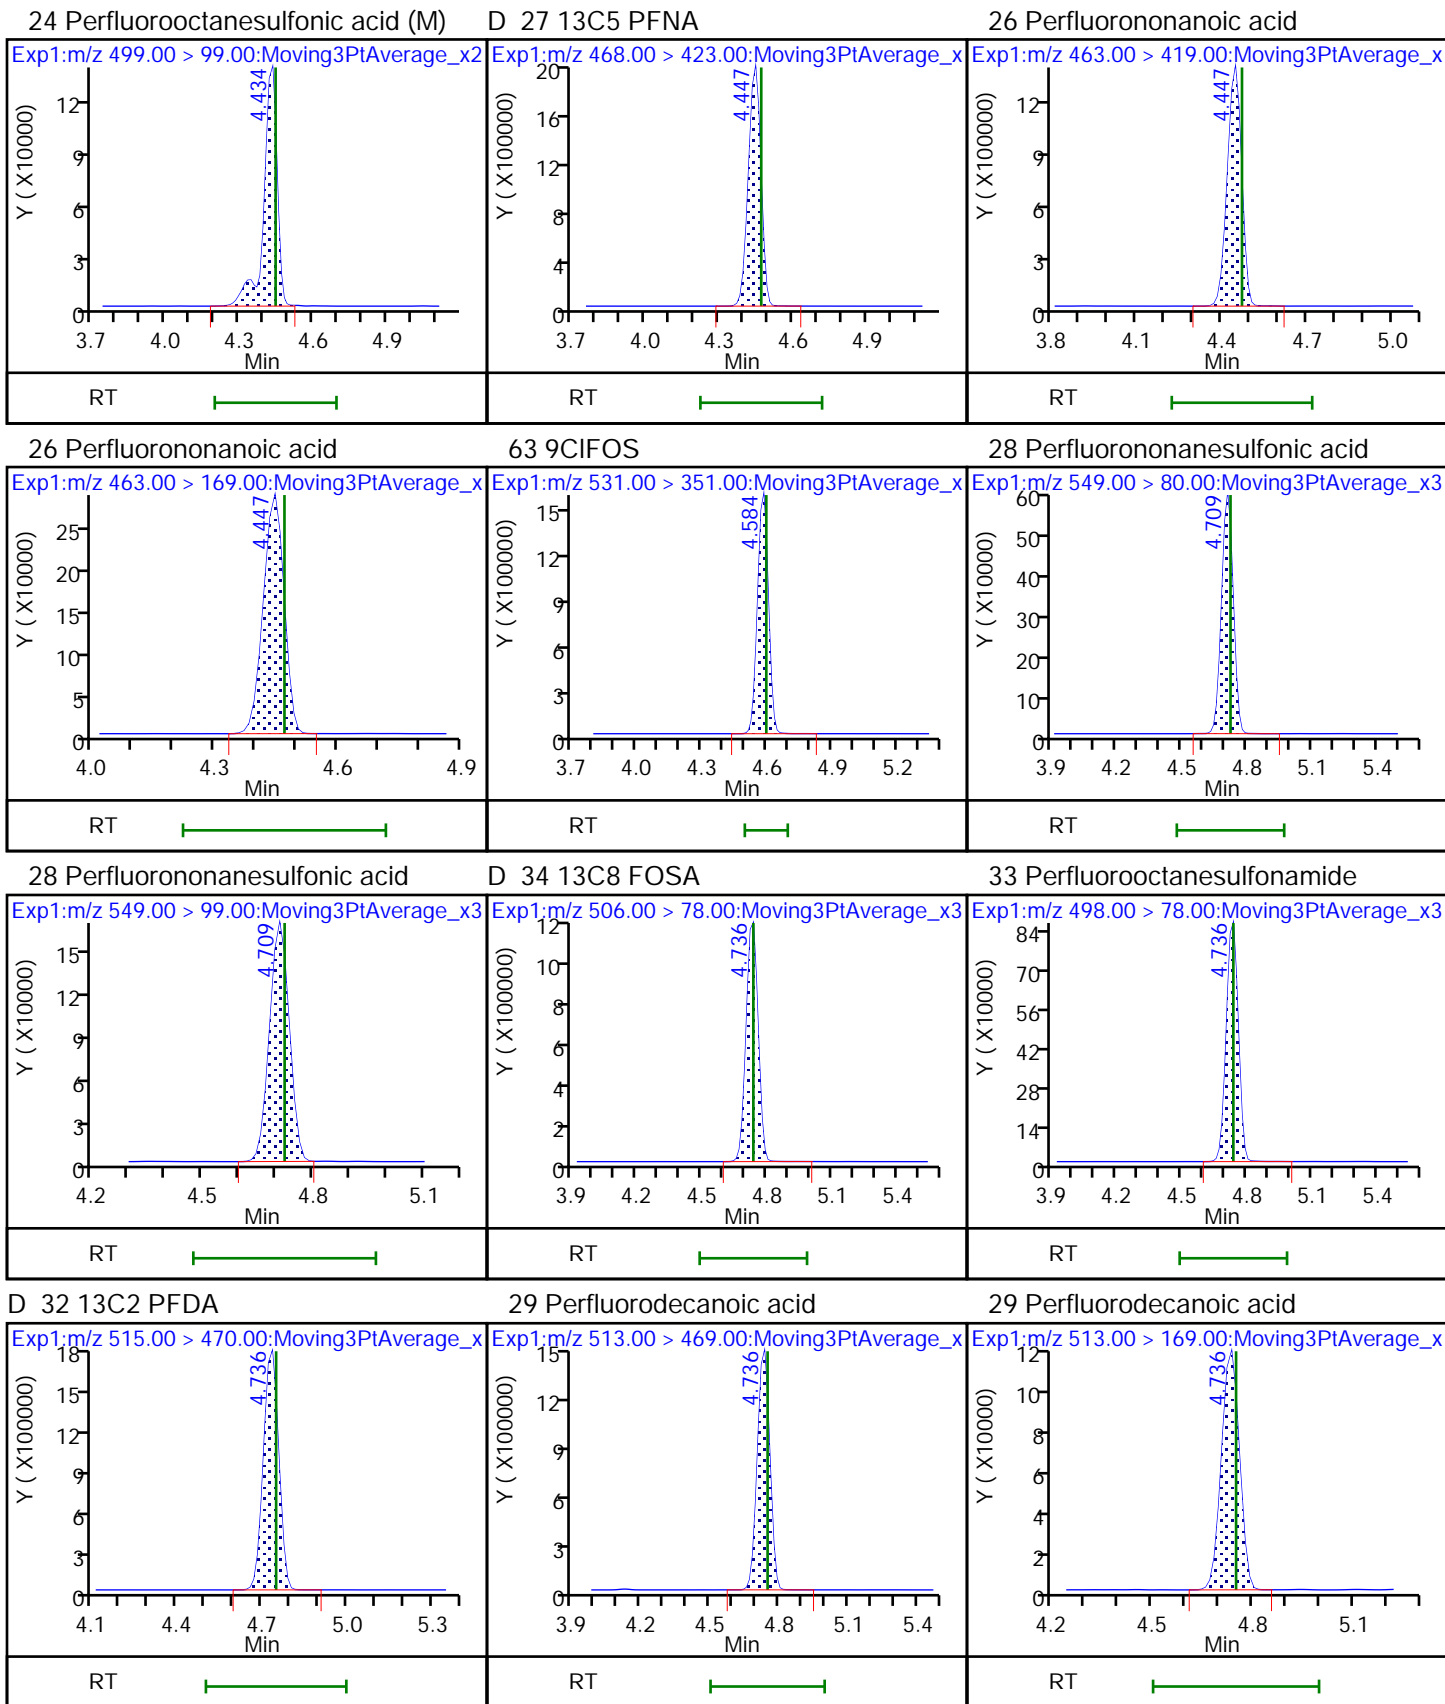 24 Perfluorooctanesulfonic acid (M)
Exp1:m/z 499.00 > 99.00:Moving3PtAverage_x2
4.434
Y ( X100000)
12
9
6
3
0
3.7 4.0 4.3 4.6 4.9
Min
RT
D 27 13C5 PFNA
Exp1:m/z 468.00 > 423.00:Moving3PtAverage_x
4.447
Y ( X100000)
20
16
12
8
4
0
3.7 4.0 4.3 4.6 4.9
Min
RT
26 Perfluorononanoic acid
Exp1:m/z 463.00 > 419.00:Moving3PtAverage_x
4.447
Y ( X100000)
12
9
6
3
0
3.8 4.1 4.4 4.7 5.0
Min
RT
26 Perfluorononanoic acid
Exp1:m/z 463.00 > 169.00:Moving3PtAverage_x
4.447
Y ( X10000)
25
20
15
10
5
0
4.0 4.3 4.6 4.9
Min
RT
63 9ClFOS
Exp1:m/z 531.00 > 351.00:Moving3PtAverage_x
4.584
Y ( X100000)
15
12
9
6
3
0
3.7 4.0 4.3 4.6 4.9 5.2
Min
RT
28 Perfluorononanesulfonic acid
Exp1:m/z 549.00 > 80.00:Moving3PtAverage_x3
4.709
Y ( X10000)
60
50
40
30
20
10
0
3.9 4.2 4.5 4.8 5.1 5.4
Min
RT
28 Perfluorononanesulfonic acid
Exp1:m/z 549.00 > 99.00:Moving3PtAverage_x3
4.709
Y ( X10000)
15
12
9
6
3
0
4.2 4.5 4.8 5.1
Min
RT
D 34 13C8 FOSA
Exp1:m/z 506.00 > 78.00:Moving3PtAverage_x3
4.736
Y ( X100000)
12
10
8
6
4
2
0
3.9 4.2 4.5 4.8 5.1 5.4
Min
RT
33 Perfluorooctanesulfonamide
Exp1:m/z 498.00 > 78.00:Moving3PtAverage_x3
4.736
Y ( X10000)
84
70
56
42
28
14
0
3.9 4.2 4.5 4.8 5.1 5.4
Min
RT
D 32 13C2 PFDA
Exp1:m/z 515.00 > 470.00:Moving3PtAverage_x
4.736
Y ( X100000)
18
15
12
9
6
3
0
4.1 4.4 4.7 5.0 5.3
Min
RT
29 Perfluorodecanoic acid
Exp1:m/z 513.00 > 469.00:Moving3PtAverage_x
4.736
Y ( X100000)
15
12
9
6
3
0
3.9 4.2 4.5 4.8 5.1 5.4
Min
RT
29 Perfluorodecanoic acid
Exp1:m/z 513.00 > 169.00:Moving3PtAverage_x
4.736
Y ( X10000)
12
10
8
6
4
2
0
4.2 4.5 4.8 5.1
Min
RT